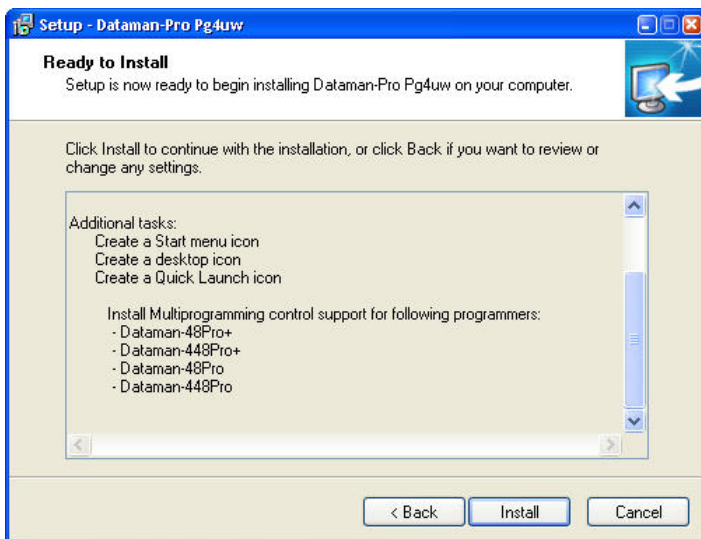 Setup - Dataman-Pro Pg4uw
Ready to Install
Setup is now ready to begin installing Dataman-Pro Pg4uw on your computer.
Click Install to continue with the installation, or click Back if you want to review or
change any settings.
Additional tasks:
Create a Start menu icon
Create a desktop icon
Create a Quick Launch icon
Install Multiprogramming control support for following programmers:
- Dataman-48Pro+
- Dataman-448Pro+
- Dataman-48Pro
- Dataman-448Pro
< Back Install Cancel